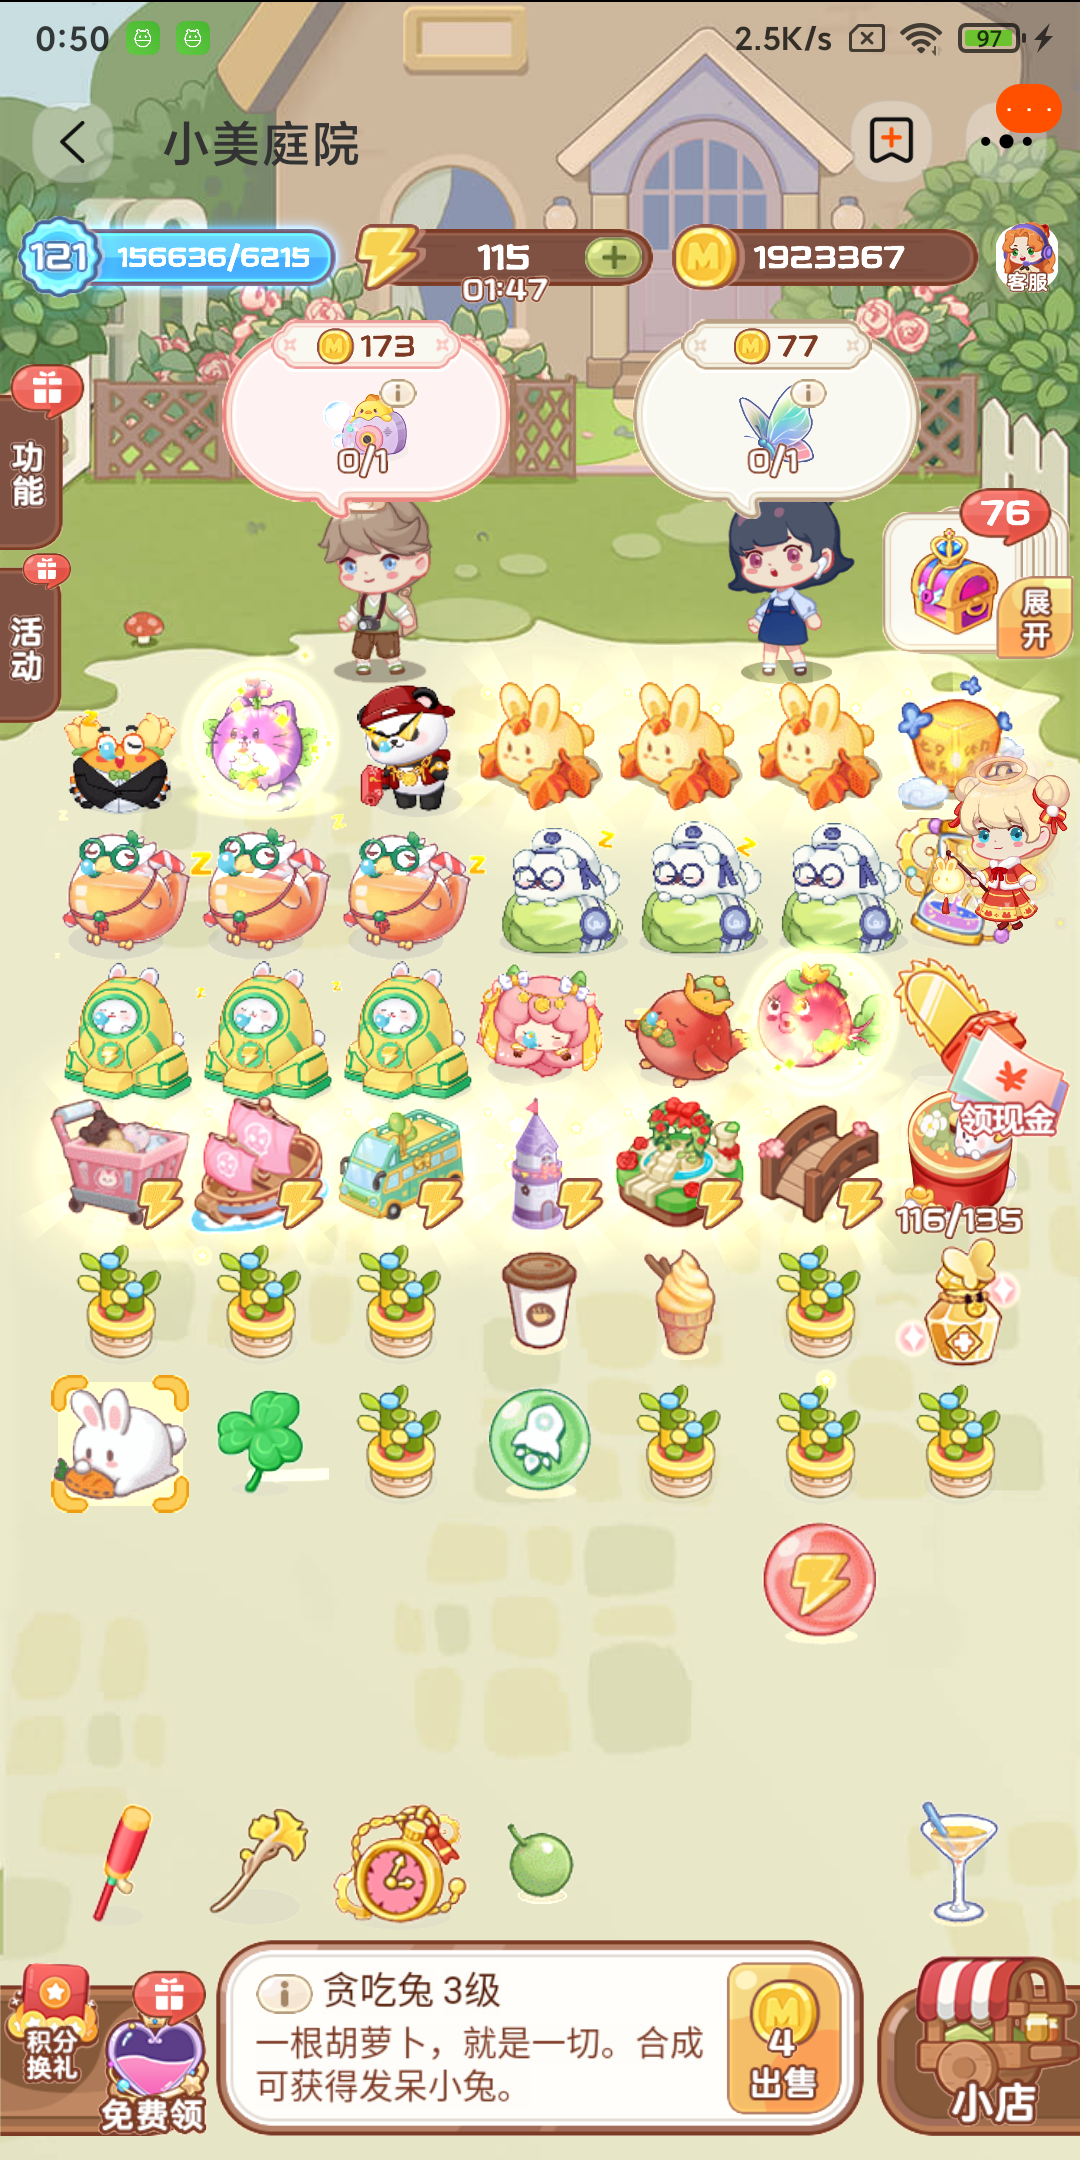 0:50
2.5K/s
97
小美庭院
121
156636/6215
115
01:47
1923367
客服
173
77
0/1
0/1
功能
活动
76
展开
领现金
116/135
贪吃兔 3级
一根胡萝卜，就是一切。合成
可获得发呆小兔。
4
出售
积分
换礼
免费领
小店